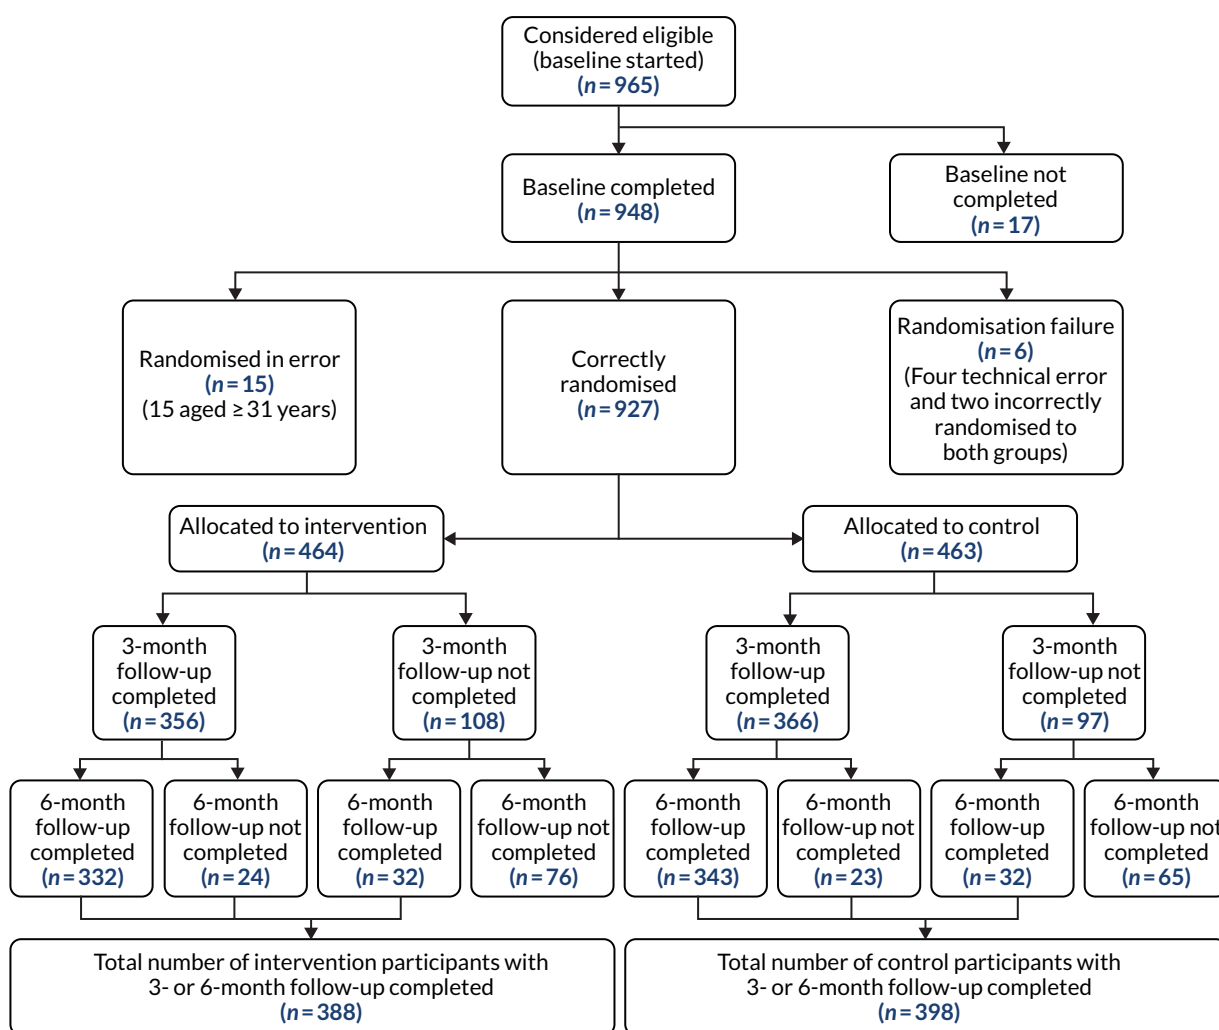 Considered eligible
(baseline started)
(n = 965)
Baseline completed
(n = 948)
Baseline not
completed
(n = 17)
Randomised in error
(n = 15)
(15 aged ≥ 31 years)
Correctly
randomised
(n = 927)
Randomisation failure
(n = 6)
(Four technical error
and two incorrectly
randomised to
both groups)
Allocated to intervention
(n = 464)
Allocated to control
(n = 463)
3-month
follow-up
completed
(n = 356)
3-month
follow-up not
completed
(n = 108)
3-month
follow-up
completed
(n = 366)
3-month
follow-up not
completed
(n = 97)
6-month
follow-up
completed
(n = 332)
6-month
follow-up not
completed
(n = 24)
6-month
follow-up
completed
(n = 32)
6-month
follow-up not
completed
(n = 76)
6-month
follow-up
completed
(n = 343)
6-month
follow-up not
completed
(n = 23)
6-month
follow-up
completed
(n = 32)
6-month
follow-up not
completed
(n = 65)
Total number of intervention participants with
3- or 6-month follow-up completed
(n = 388)
Total number of control participants with
3- or 6-month follow-up completed
(n = 398)